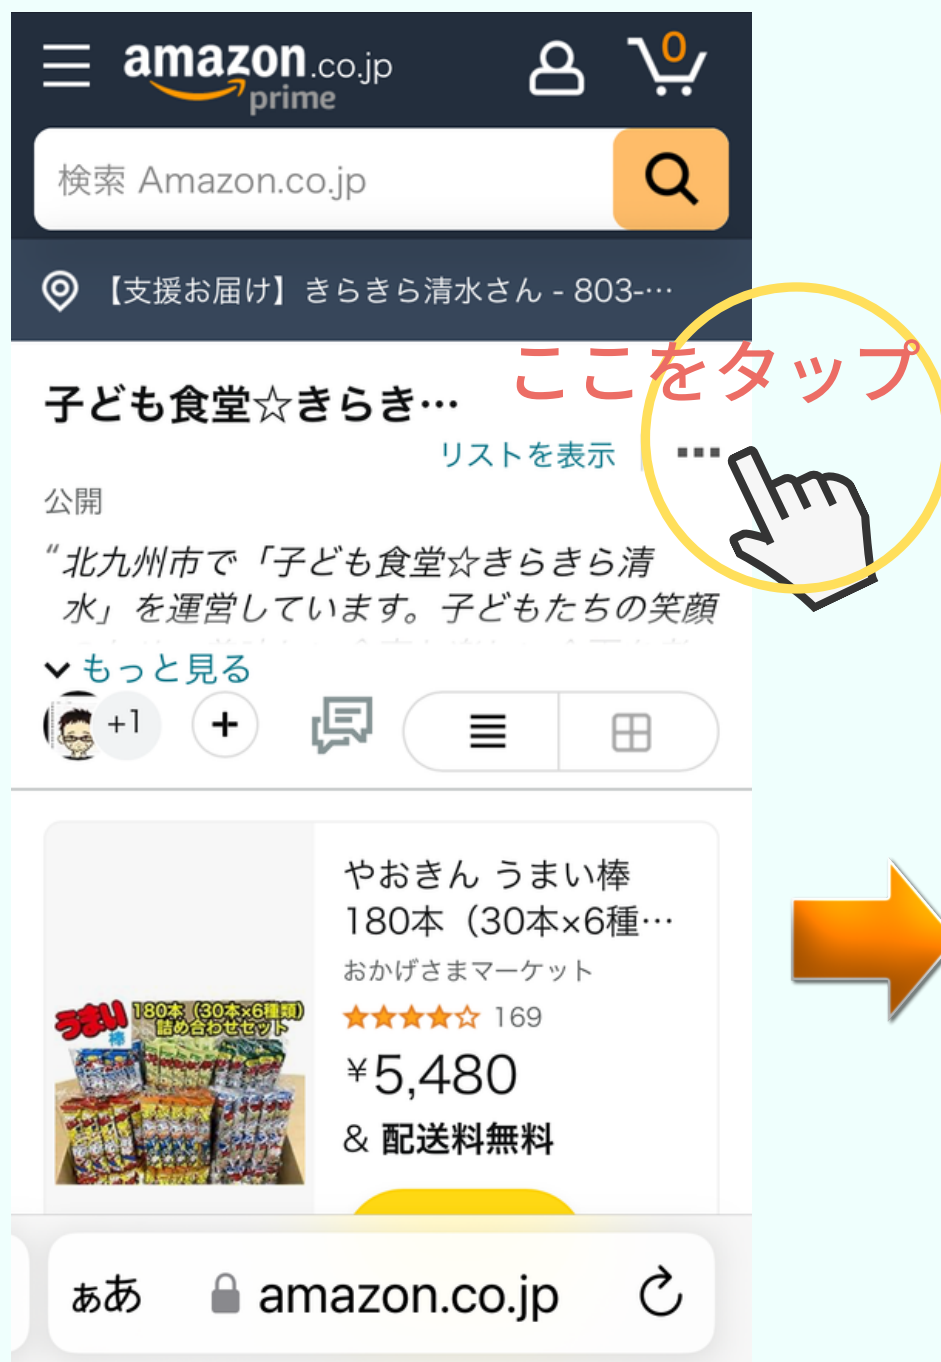 amazon.co.jp
prime
0
検索 Amazon.co.jp
【支援お届け】きらきら清水さん - 803-…
ここをタップ
子ども食堂☆きらき…
リストを表示
公開
“北九州市で「子ども食堂☆きらきら清
水」を運営しています。子どもたちの笑顔
もっと見る
+1
+
やおきん うまい棒
180本（30本×6種…
おかげさまマーケット
169
¥5,480
& 配送料無料
うまい棒
180本（30本×6種類）
詰め合わせセット
ぁあ
amazon.co.jp